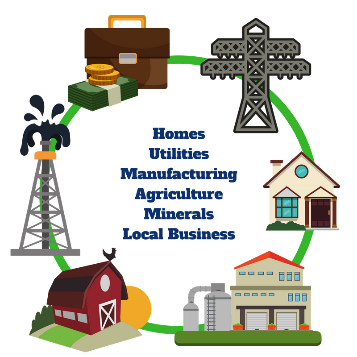 Homes
Utilities
Manufacturing
Agriculture
Minerals
Local Business